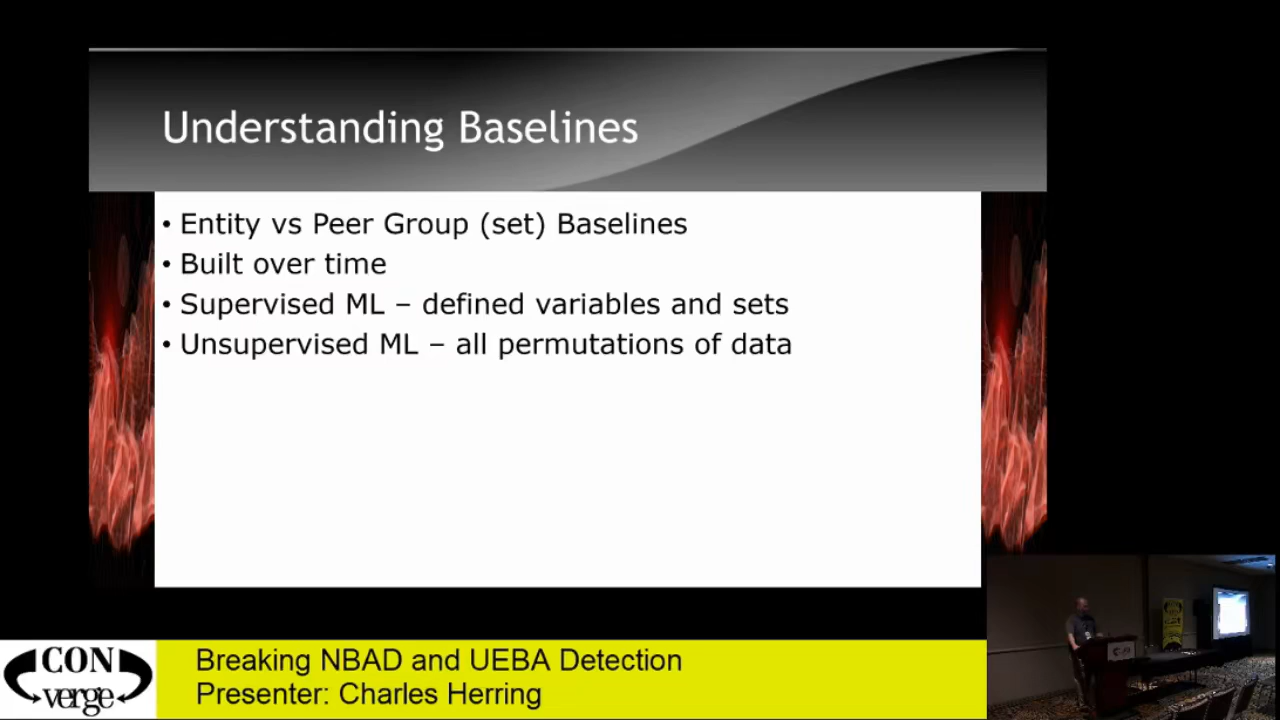 Understanding Baselines
• Entity vs Peer Group (set) Baselines
• Built over time
• Supervised ML – defined variables and sets
• Unsupervised ML – all permutations of data
CON
verge
Breaking NBAD and UEBA Detection
Presenter: Charles Herring